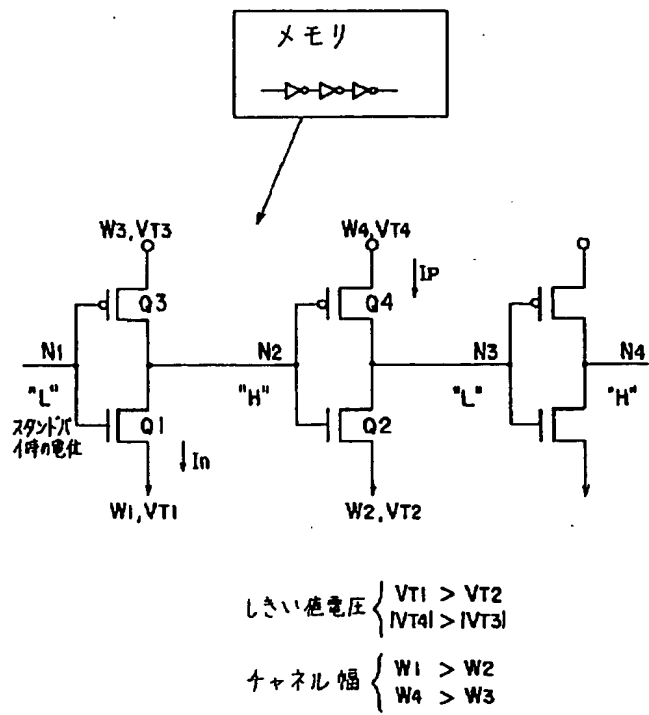 メモリ
W3,VT3
W4,VT4
IP
Q3
Q4
N1
N2
N3
N4
"L"
"H"
"L"
"H"
スタンドバ
イ時の電位
Q1
Q2
In
W1,VT1
W2,VT2
しきい値電圧
VT1 > VT2
|VT4| > |VT3|
チャネル幅
W1 > W2
W4 > W3